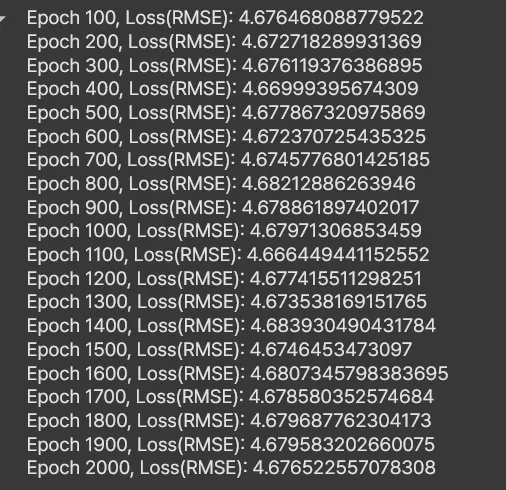 Epoch 100, Loss(RMSE): 4.676468088779522
Epoch 200, Loss(RMSE): 4.672718289931369
Epoch 300, Loss(RMSE): 4.676119376386895
Epoch 400, Loss(RMSE): 4.66999395674309
Epoch 500, Loss(RMSE): 4.677867320975869
Epoch 600, Loss(RMSE): 4.672370725435325
Epoch 700, Loss(RMSE): 4.6745776801425185
Epoch 800, Loss(RMSE): 4.68212886263946
Epoch 900, Loss(RMSE): 4.678861897402017
Epoch 1000, Loss(RMSE): 4.67971306853459
Epoch 1100, Loss(RMSE): 4.666449441152552
Epoch 1200, Loss(RMSE): 4.677415511298251
Epoch 1300, Loss(RMSE): 4.673538169151765
Epoch 1400, Loss(RMSE): 4.683930490431784
Epoch 1500, Loss(RMSE): 4.6746453473097
Epoch 1600, Loss(RMSE): 4.6807345798383695
Epoch 1700, Loss(RMSE): 4.678580352574684
Epoch 1800, Loss(RMSE): 4.679687762304173
Epoch 1900, Loss(RMSE): 4.679583202660075
Epoch 2000, Loss(RMSE): 4.676522557078308